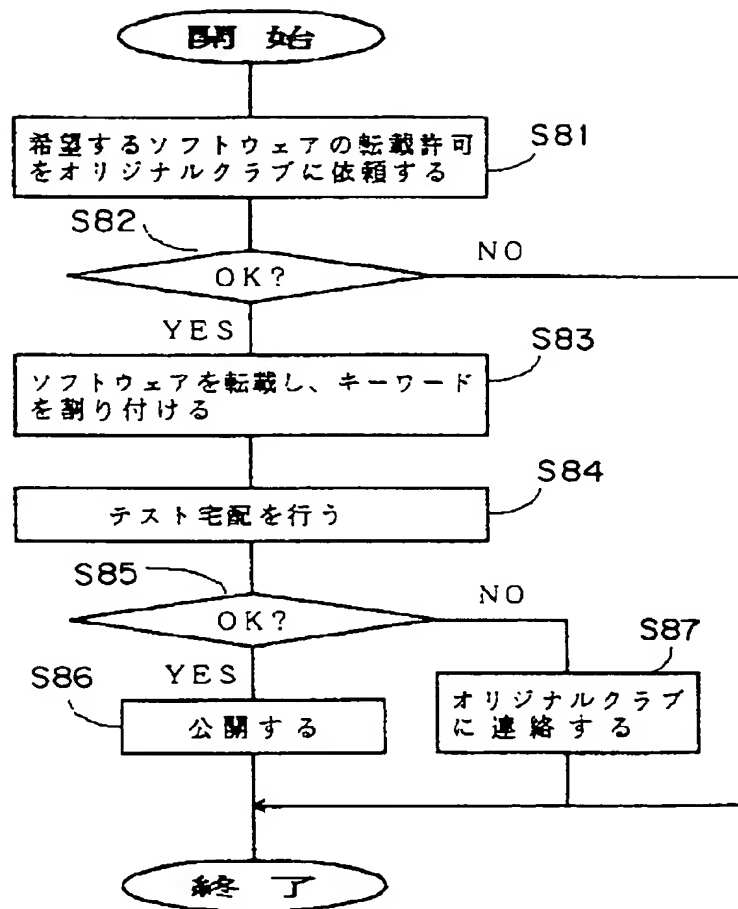 開始
希望するソフトウェアの転載許可
をオリジナルクラブに依頼する
S81
S82
OK?
NO
YES
S83
ソフトウェアを転載し、キーワード
を割り付ける
S84
テスト宅配を行う
S85
OK?
NO
YES
S86
公開する
S87
オリジナルクラブ
に連絡する
終了